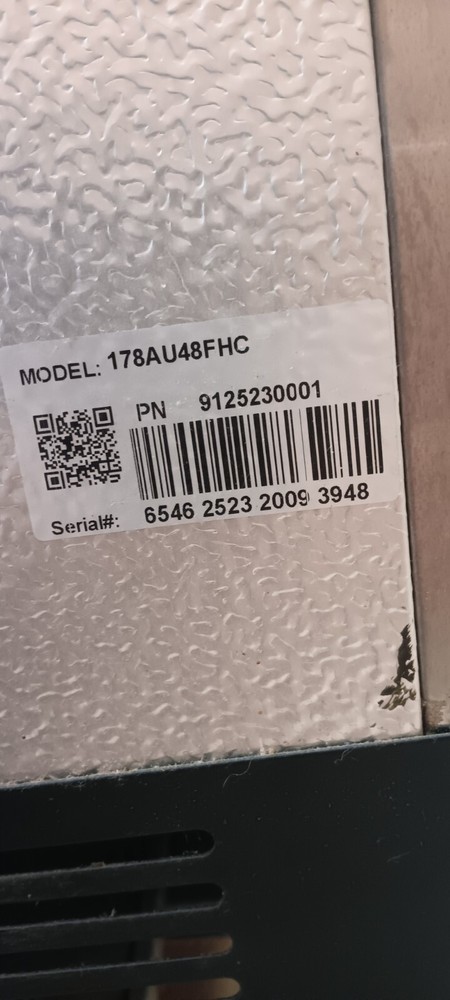 MODEL: 178AU48FHC
PN 9125230001
Serial#: 6546 2523 2009 3948